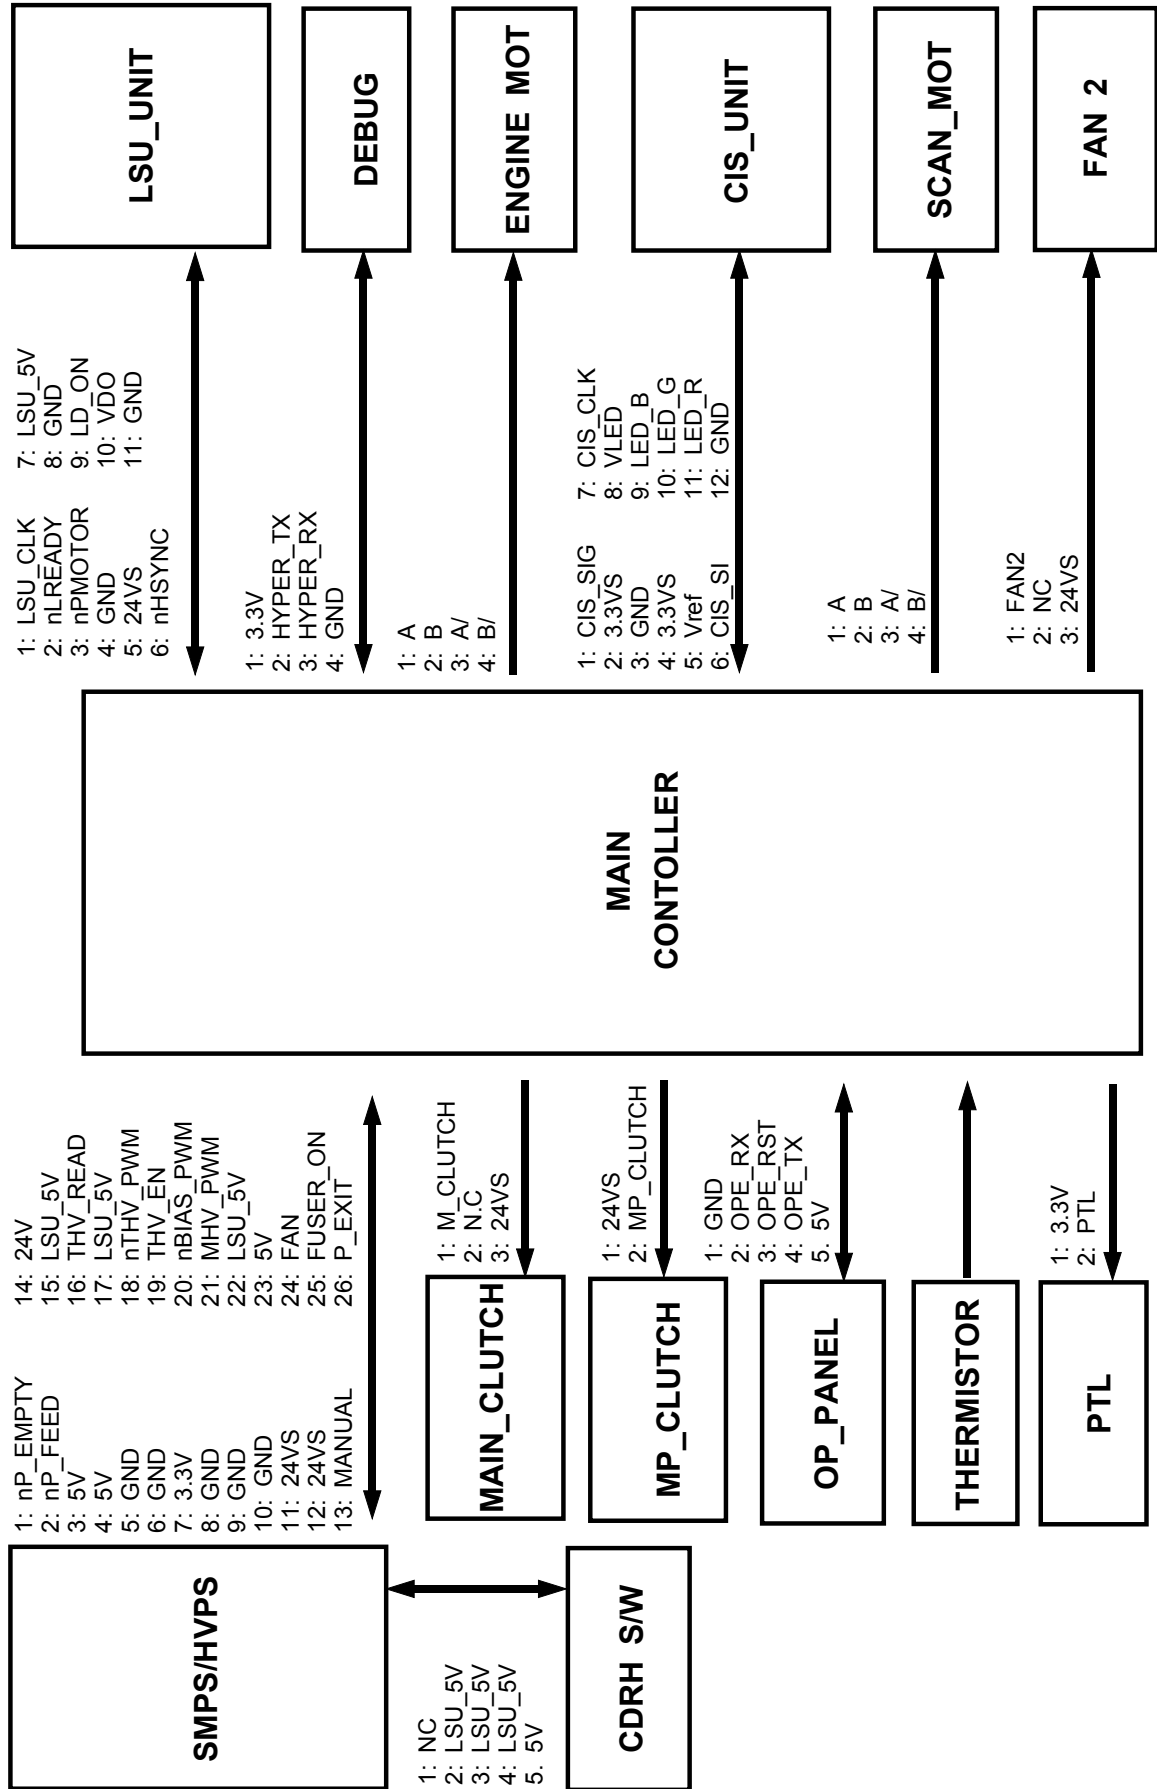 SMPS/HVPS
1: nP_EMPTY
2: nP_FEED
3: 5V
4: 5V
5: GND
6: GND
7: 3.3V
8: GND
9: GND
10: GND
11: 24VS
12: 24VS
13: MANUAL
14: 24V
15: LSU_5V
16: THV_READ
17: LSU_5V
18: nTHV_PWM
19: THV_EN
20: nBIAS_PWM
21: MHV_PWM
22: LSU_5V
23: 5V
24: FAN
25: FUSER_ON
26: P_EXIT
1: NC
2: LSU_5V
3: LSU_5V
4: LSU_5V
5. 5V
CDRH S/W
MAIN_CLUTCH
1: M_CLUTCH
2: N.C
3: 24VS
MP_CLUTCH
1: 24VS
2: MP_CLUTCH
OP_PANEL
1: GND
2: OPE_RX
3: OPE_RST
4: OPE_TX
5. 5V
THERMISTOR
PTL
1: 3.3V
2: PTL
MAIN
CONTOLLER
1: LSU_CLK
2: nLREADY
3: nPMOTOR
4: GND
5: 24VS
6: nHSYNC
7: LSU_5V
8: GND
9: LD_ON
10: VDO
11: GND
LSU_UNIT
1: 3.3V
2: HYPER_TX
3: HYPER_RX
4: GND
DEBUG
1: A
2: B
3: A/
4: B/
ENGINE MOT
1: CIS_SIG
2: 3.3VS
3: GND
4: 3.3VS
5: Vref
6: CIS_SI
7: CIS_CLK
8: VLED
9: LED_B
10: LED_G
11: LED_R
12: GND
CIS_UNIT
1: A
2: B
3: A/
4: B/
SCAN_MOT
1: FAN2
2: NC
3: 24VS
FAN 2